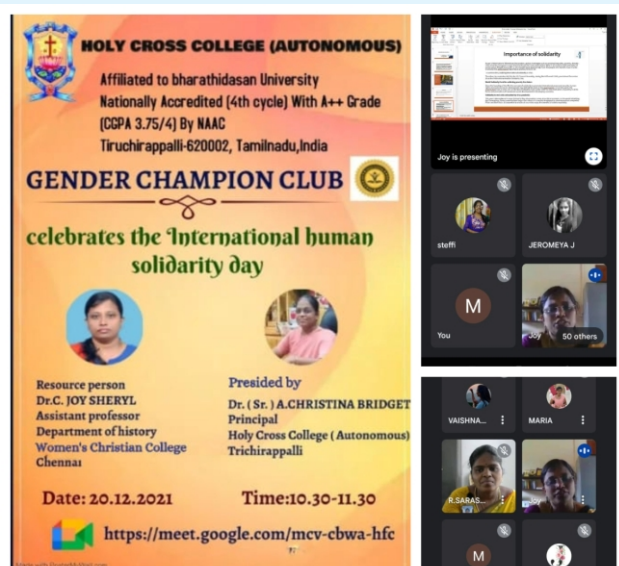 HOLY CROSS COLLEGE (AUTONOMOUS)
Affiliated to bharathidasan University
Nationally Accredited (4th cycle) With A++ Grade
(CGPA 3.75/4) By NAAC
Tiruchirappalli-620002, Tamilnadu,India
GENDER CHAMPION CLUB
celebrates the International human
solidarity day
Resource person
Dr.C. JOY SHERYL
Assistant professor
Department of history
Women's Christian College
Chennai
Presided by
Dr. ( Sr. ) A.CHRISTINA BRIDGET
Principal
Holy Cross College ( Autonomous)
Trichirappalli
Date: 20.12.2021
Time:10.30-11.30
https://meet.google.com/mcv-cbwa-hfc
Importance of solidarity
Joy is presenting
steffi
JEROMEYA J
M
You
Joy
50 others
VAISHNA...
MARIA
R.SARAS...
Joy
M